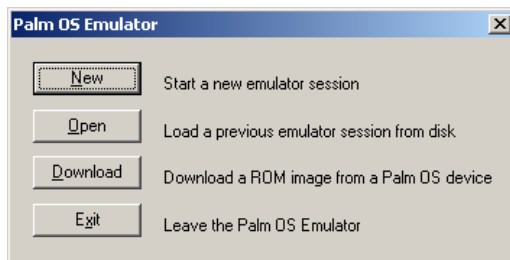 Palm OS Emulator
New Start a new emulator session
Open Load a previous emulator session from disk
Download Download a ROM image from a Palm OS device
Exit Leave the Palm OS Emulator